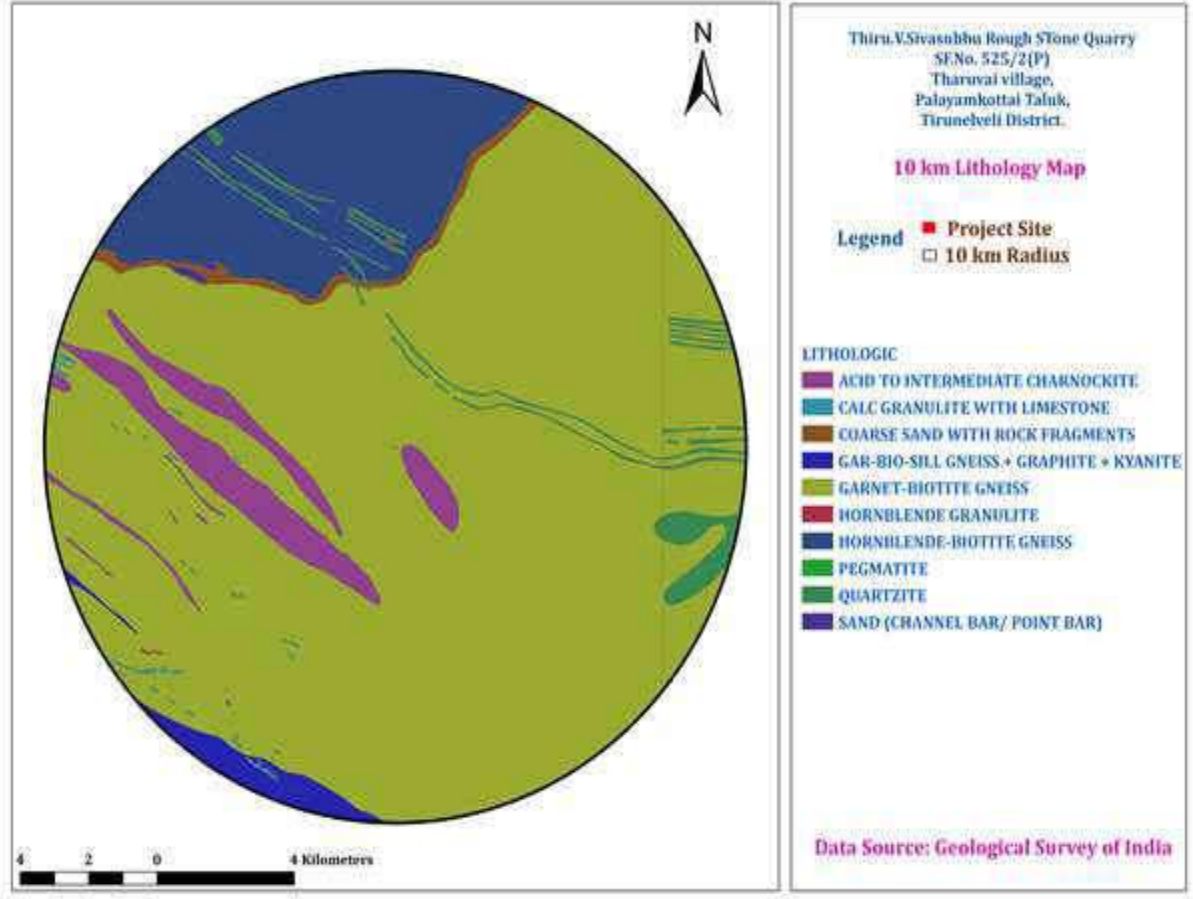 N
Thiru.V.Sivasubbu Rough STone Quarry
SF.No. 525/2(P)
Tharuvai village,
Palayamkottai Taluk,
Tirunelveli District.
10 km Lithology Map
Legend
Project Site
10 km Radius
LITHOLOGIC
ACID TO INTERMEDIATE CHARNOCKITE
CALC GRANULITE WITH LIMESTONE
COARSE SAND WITH ROCK FRAGMENTS
GAR-BIO-SILL GNEISS + GRAPHITE + KYANITE
GARNET-BIOTITE GNEISS
HORNBLENDE GRANULITE
HORNBLENDE-BIOTITE GNEISS
PEGMATITE
QUARTZITE
SAND (CHANNEL BAR/ POINT BAR)
Data Source: Geological Survey of India
4 2 0 4 Kilometers